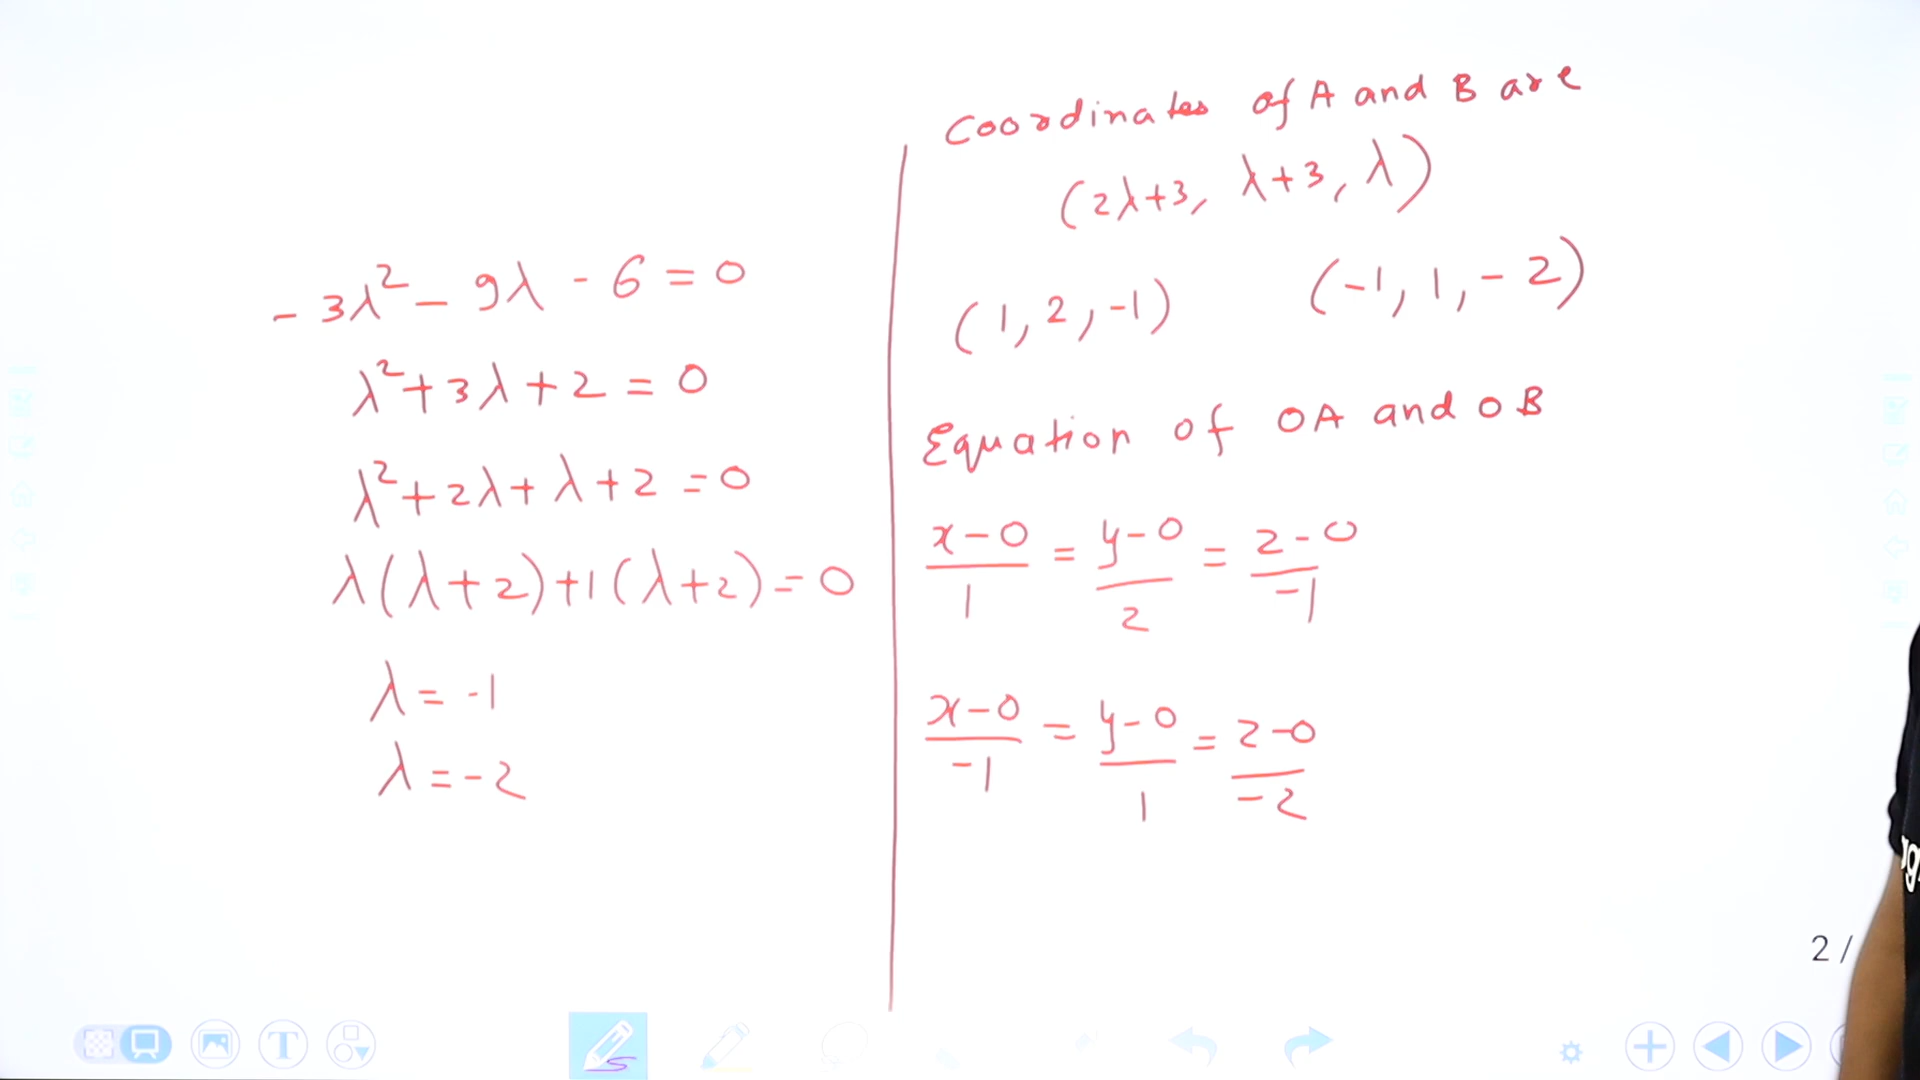 - 3λ² - 9λ - 6 = 0
λ² + 3λ + 2 = 0
λ² + 2λ + λ + 2 = 0
λ(λ+2) + 1(λ+2) = 0
λ = -1
λ = -2
Coordinates of A and B are
(2λ+3, λ+3, λ)
(1, 2, -1) (-1, 1, -2)
Equation of OA and OB
x-0/1 = y-0/2 = z-0/-1
x-0/-1 = y-0/1 = z-0/-2
2 /
T